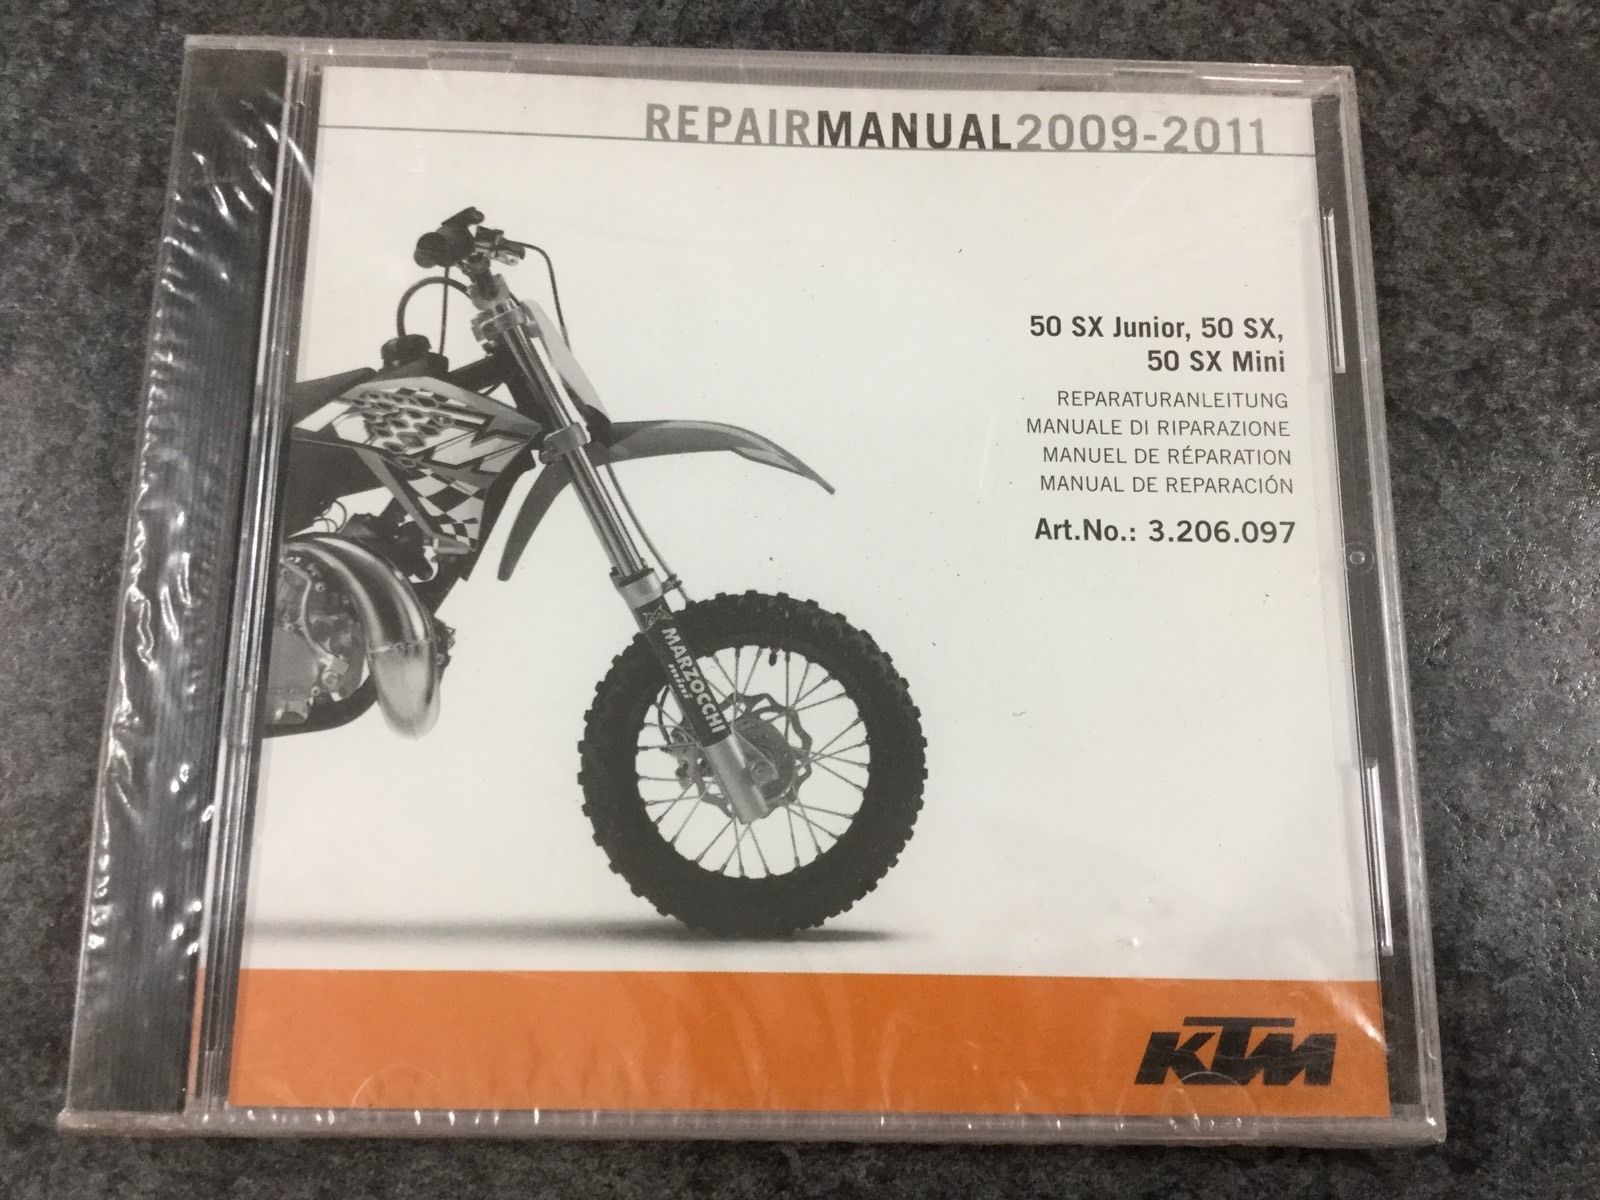 REPAIRMANUAL2009-2011
50 SX Junior, 50 SX,
50 SX Mini
REPARATURANLEITUNG
MANUALE DI RIPARAZIONE
MANUEL DE RÉPARATION
MANUAL DE REPARACIÓN
Art.No.: 3.206.097
MARZOCCHI
mini
KTM